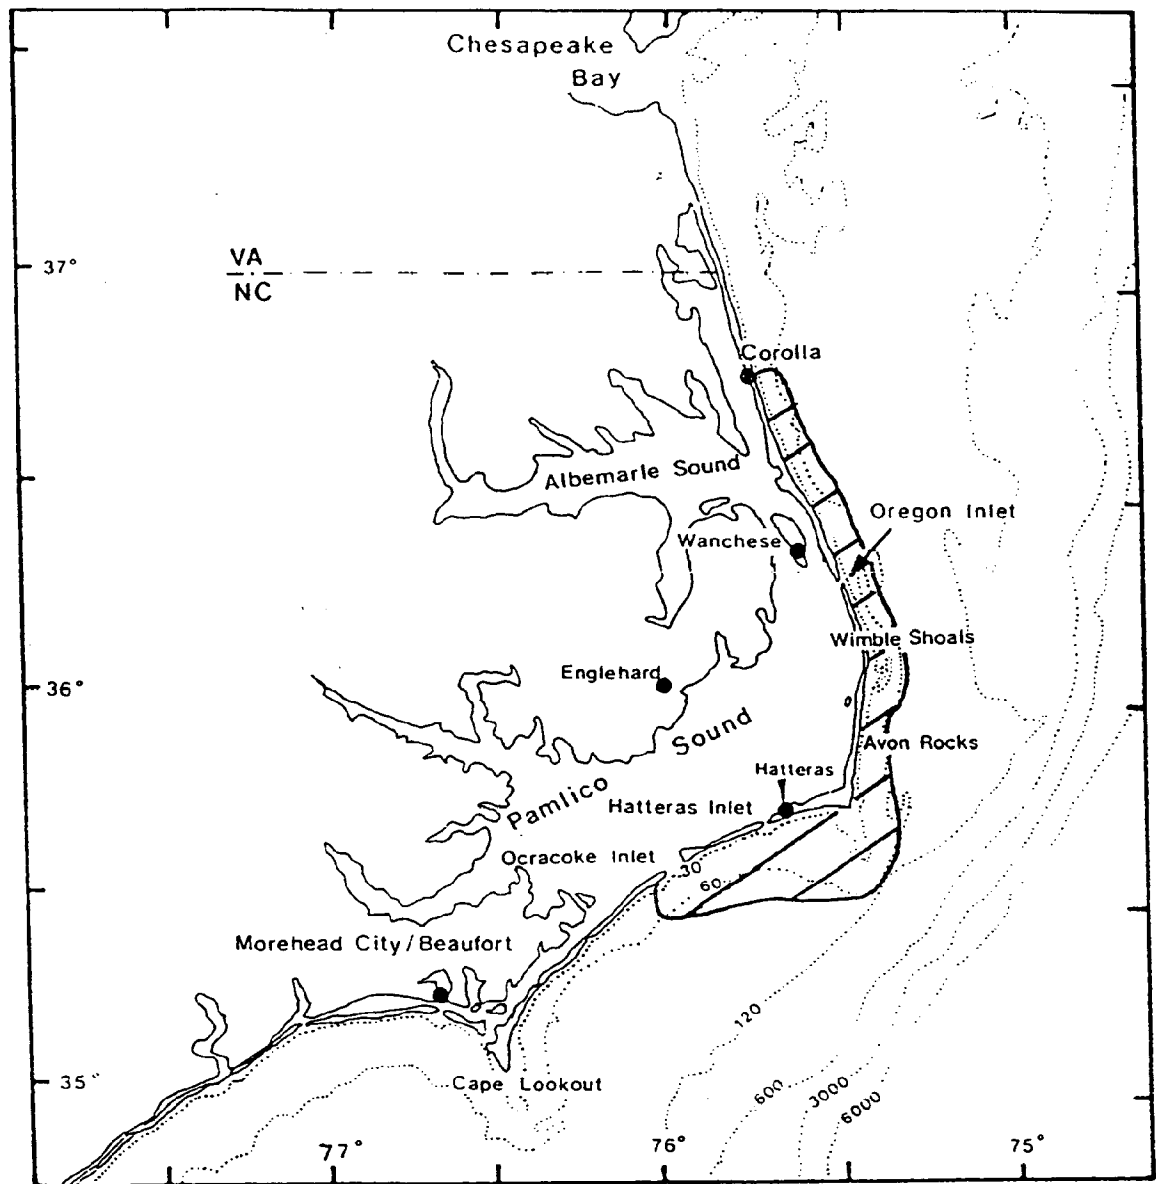 Chesapeake
Bay
VA
37°
NC
Corolla
Albemarle Sound
Oregon Inlet
Wanchese
Wimble Shoals
Englehard
36°
Sound
Avon Rocks
Hatteras
Pamlico
Hatteras Inlet
Ocracoke Inlet
30
60
Morehead City/Beaufort
120
35°
Cape Lookout
600
3000
6000
77°
76°
75°